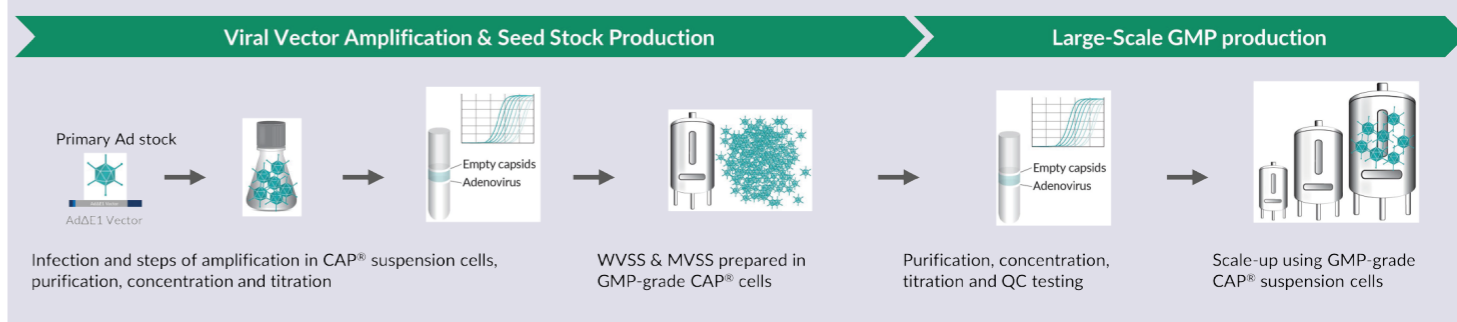 Viral Vector Amplification & Seed Stock Production
Large-Scale GMP production
Primary Ad stock
AdΔE1 Vector
Empty capsids
Adenovirus
Empty capsids
Adenovirus
Infection and steps of amplification in CAP® suspension cells,
purification, concentration and titration
WVSS & MVSS prepared in
GMP-grade CAP® cells
Purification, concentration,
titration and QC testing
Scale-up using GMP-grade
CAP® suspension cells